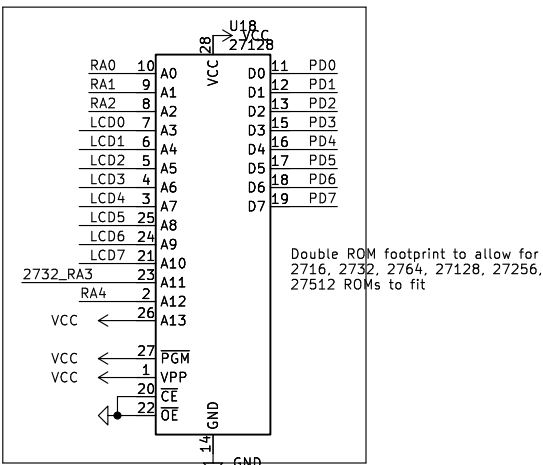 U18
VCC
27128
28
VCC
RA0 10 A0 D0 11 PD0
RA1 9 A1 D1 12 PD1
RA2 8 A2 D2 13 PD2
LCD0 7 A3 D3 15 PD3
LCD1 6 A4 D4 16 PD4
LCD2 5 A5 D5 17 PD5
LCD3 4 A6 D6 18 PD6
LCD4 3 A7 D7 19 PD7
LCD5 25 A8
LCD6 24 A9
LCD7 21 A10
2732_RA3 23 A11
RA4 2 A12
VCC 26 A13
VCC 27 PGM
VCC 1 VPP
20 CE
22 OE
GND
14
GND
Double ROM footprint to allow for
2716, 2732, 2764, 27128, 27256,
27512 ROMs to fit